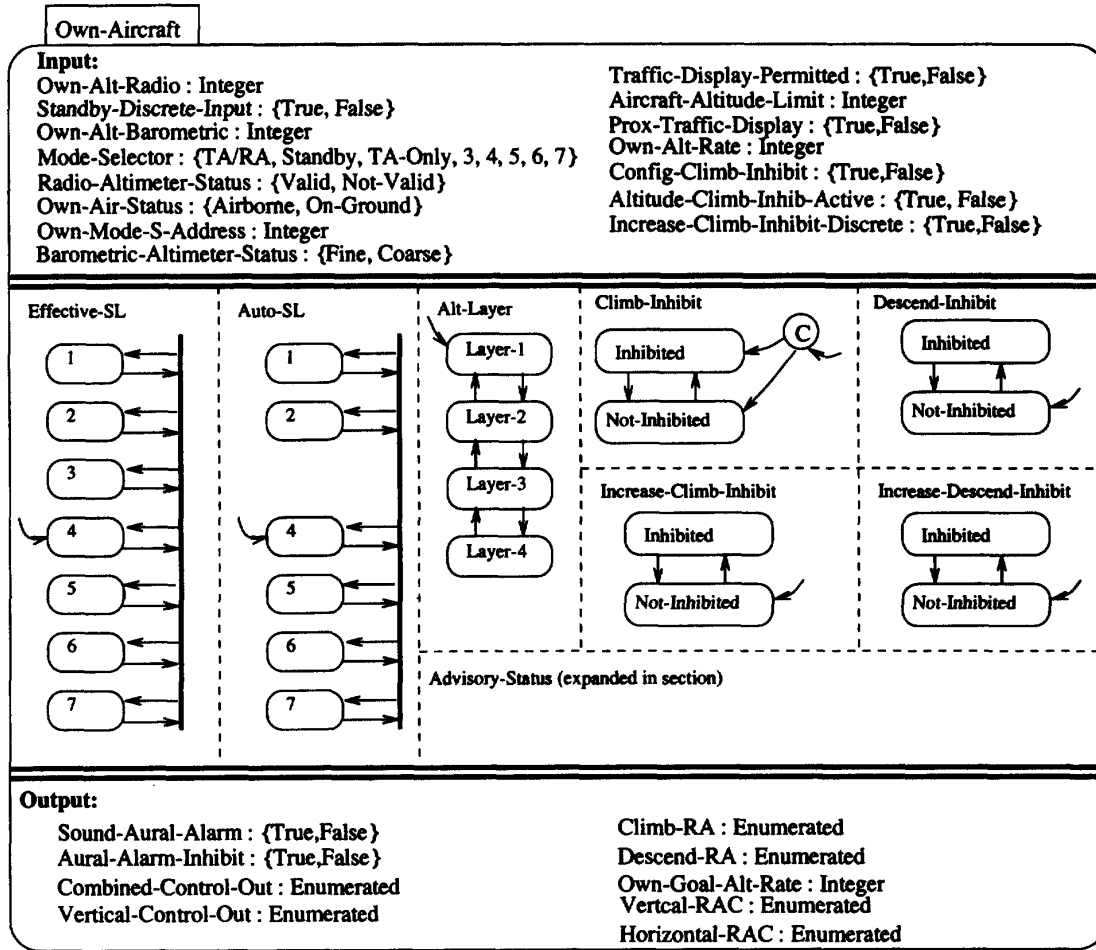 Own-Aircraft
Input:
Own-Alt-Radio : Integer
Standby-Discrete-Input : {True, False}
Own-Alt-Barometric : Integer
Mode-Selector : {TA/RA, Standby, TA-Only, 3, 4, 5, 6, 7}
Radio-Altimeter-Status : {Valid, Not-Valid}
Own-Air-Status : {Airborne, On-Ground}
Own-Mode-S-Address : Integer
Barometric-Altimeter-Status : {Fine, Coarse}
Traffic-Display-Permitted : {True,False}
Aircraft-Altitude-Limit : Integer
Prox-Traffic-Display : {True,False}
Own-Alt-Rate : Integer
Config-Climb-Inhibit : {True,False}
Altitude-Climb-Inhib-Active : {True, False}
Increase-Climb-Inhibit-Discrete : {True,False}
Effective-SL
1
2
3
4
5
6
7
Auto-SL
1
2
4
5
6
7
Alt-Layer
Layer-1
Layer-2
Layer-3
Layer-4
Climb-Inhibit
C
Inhibited
Not-Inhibited
Descend-Inhibit
Inhibited
Not-Inhibited
Increase-Climb-Inhibit
Inhibited
Not-Inhibited
Increase-Descend-Inhibit
Inhibited
Not-Inhibited
Advisory-Status (expanded in section)
Output:
Sound-Aural-Alarm : {True,False}
Aural-Alarm-Inhibit : {True,False}
Combined-Control-Out : Enumerated
Vertical-Control-Out : Enumerated
Climb-RA : Enumerated
Descend-RA : Enumerated
Own-Goal-Alt-Rate : Integer
Vertcal-RAC : Enumerated
Horizontal-RAC : Enumerated